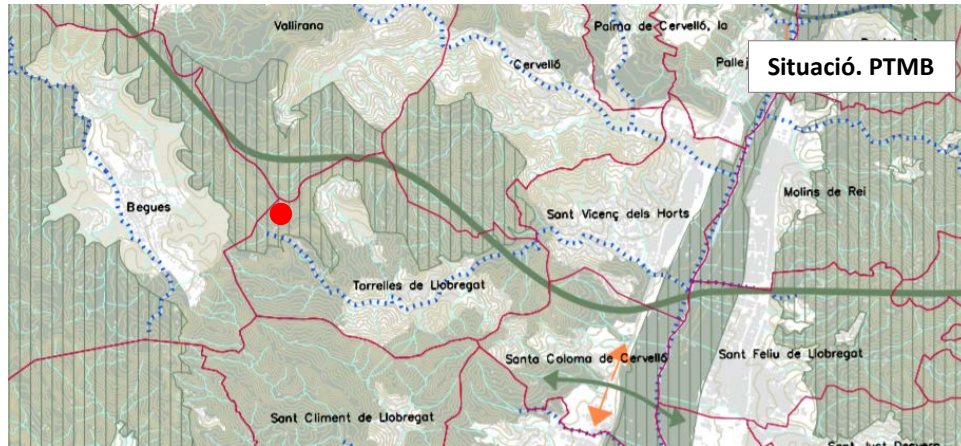 Vallirana
Palma de Cervelló, la
Cervelló
Situació. PTMB
Begues
Molins de Rei
Sant Vicenç dels Horts
Torrelles de Llobregat
Santa Coloma de Cervelló
Sant Feliu de Llobregat
Sant Climent de Llobregat